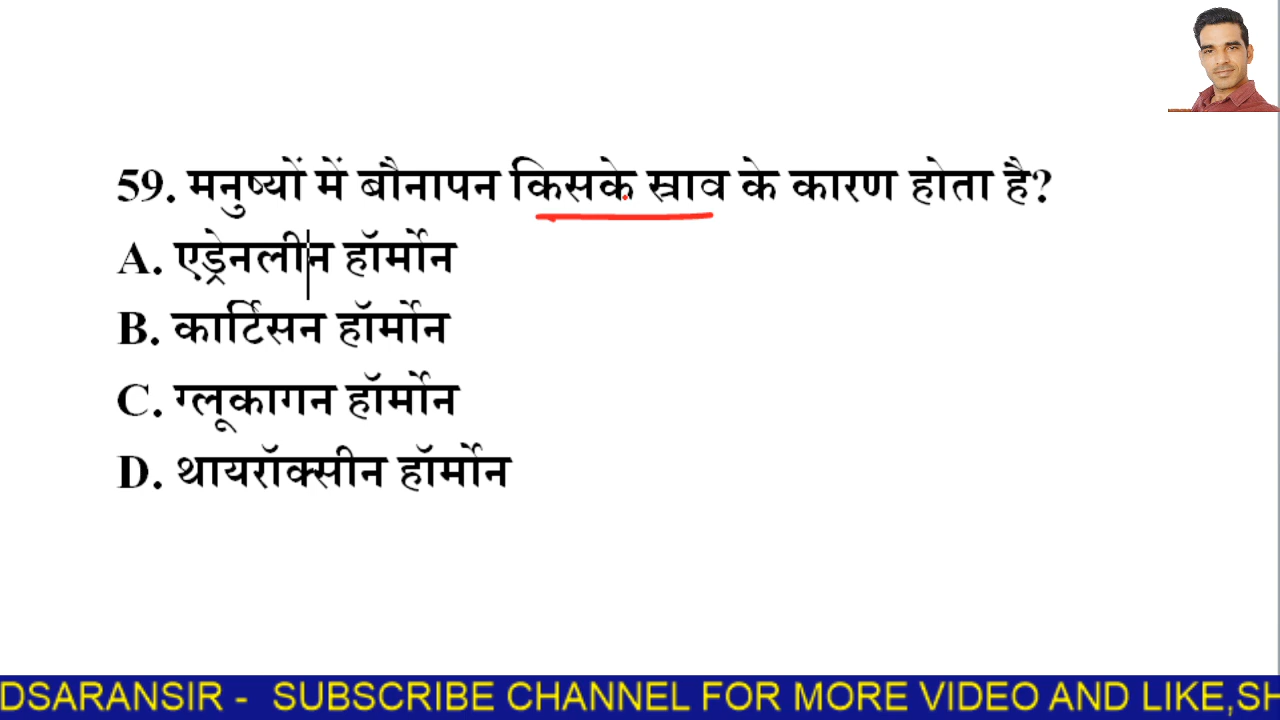 59. मनुष्यों में बौनापन किसके स्राव के कारण होता है?
A. एड्रेनलीन हॉर्मोन
B. कार्टिसन हॉर्मोन
C. ग्लूकागन हॉर्मोन
D. थायरॉक्सीन हॉर्मोन
DSARANSIR - SUBSCRIBE CHANNEL FOR MORE VIDEO AND LIKE,SH